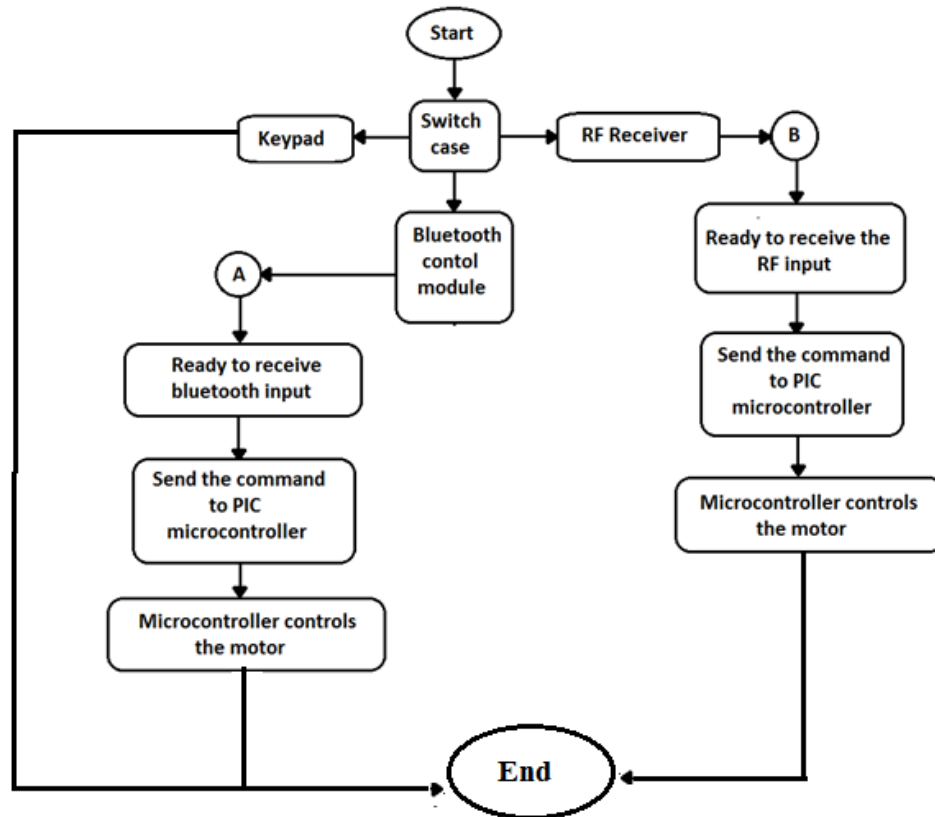 Start
Keypad
Switch
case
RF Receiver
B
Bluetooth
contol
module
Ready to receive the
RF input
A
Ready to receive
bluetooth input
Send the command
to PIC
microcontroller
Send the command
to PIC
microcontroller
Microcontroller controls
the motor
Microcontroller controls
the motor
End